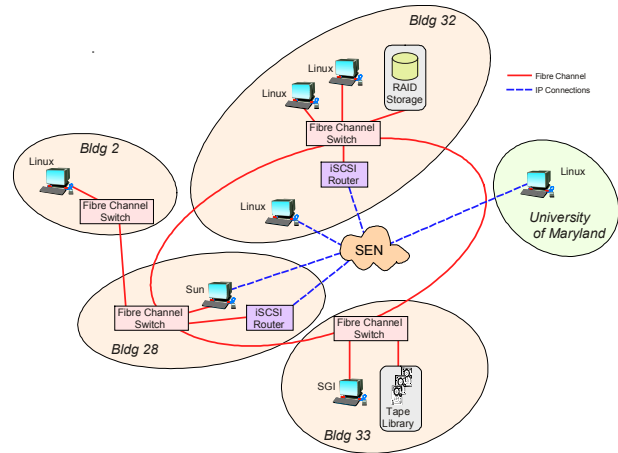 Bldg 32
Linux
Linux
RAID
Storage
Fibre Channel
IP Connections
Fibre Channel
Switch
iSCSI
Router
Linux
Bldg 2
Linux
Fibre Channel
Switch
Linux
University
of Maryland
SEN
Sun
iSCSI
Router
Fibre Channel
Switch
Bldg 28
Fibre Channel
Switch
SGI
Tape
Library
Bldg 33